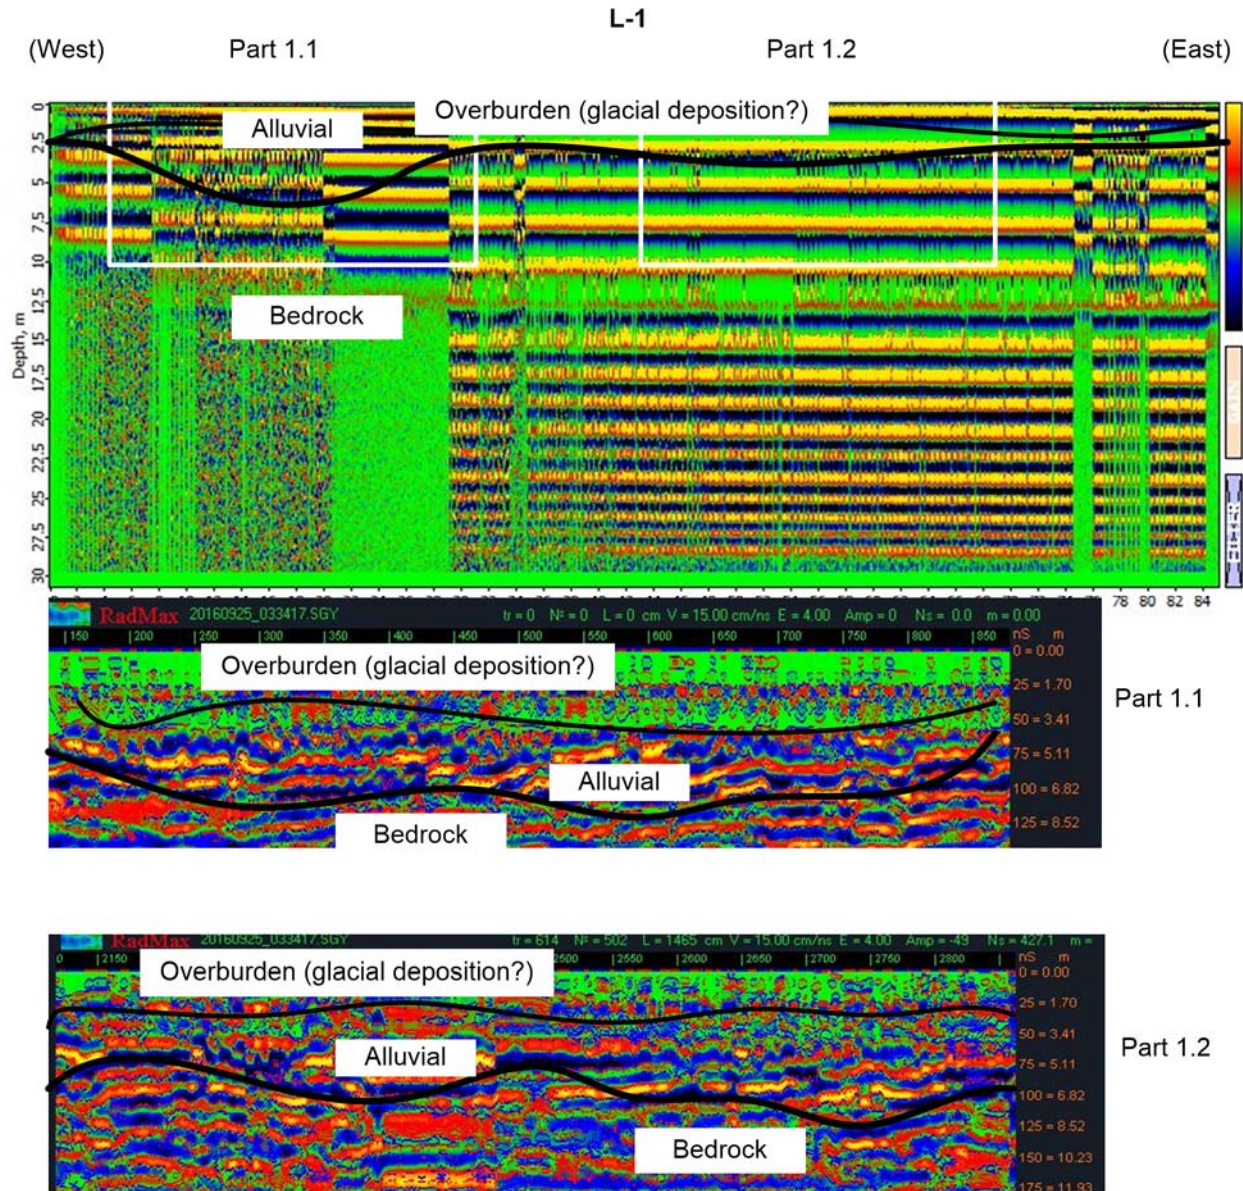 L-1
(West) Part 1.1 Part 1.2 (East)
Overburden (glacial deposition?)
Alluvial
Bedrock
Depth, m
0
2.5
5
7.5
10
12.5
15
17.5
20
22.5
25
27.5
30
78 80 82 84
RadMax 20160925_033417.SGY tr = 0 N² = 0 L = 0 cm V = 15.00 cm/ns E = 4.00 Amp = 0 Ns = 0.0 m = 0.00
150 200 250 300 350 400 450 500 550 600 650 700 750 800 850 nS m
0 = 0.00
Overburden (glacial deposition?)
25 = 1.70
Part 1.1
50 = 3.41
75 = 5.11
Alluvial
100 = 6.82
125 = 8.52
Bedrock
RadMax 20160925_033417.SGY tr = 614 N² = 502 L = 1465 cm V = 15.00 cm/ns E = 4.00 Amp = -49 Ns = 427.1 m =
0 2150 2500 2550 2600 2650 2700 2750 2800 nS m
0 = 0.00
Overburden (glacial deposition?)
25 = 1.70
50 = 3.41
Alluvial
Part 1.2
75 = 5.11
100 = 6.82
125 = 8.52
Bedrock
150 = 10.23
175 = 11.93